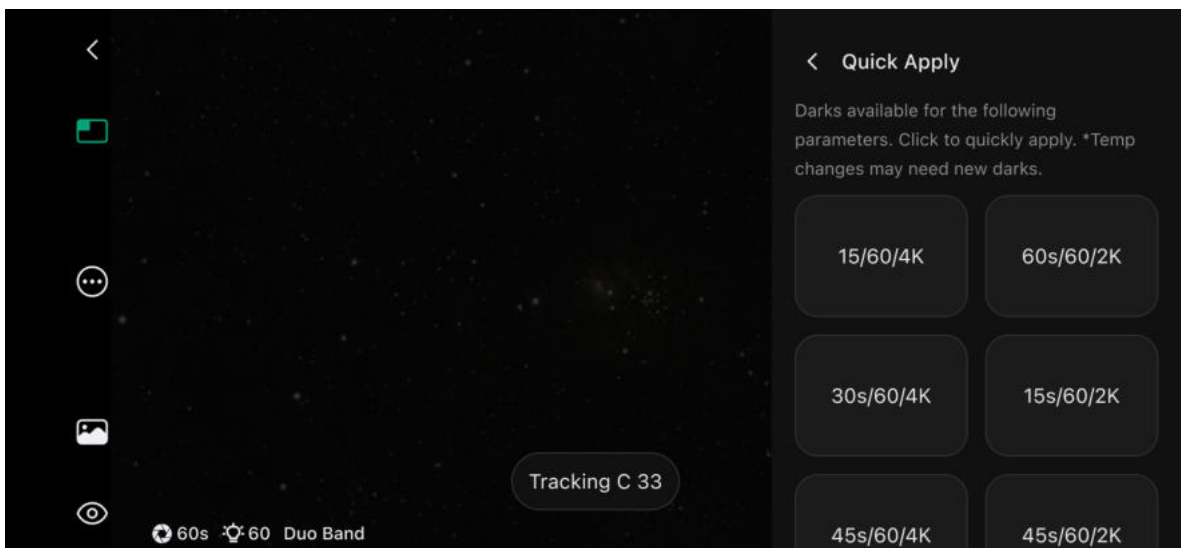 Quick Apply
Darks available for the following
parameters. Click to quickly apply. *Temp
changes may need new darks.
15/60/4K
60s/60/2K
30s/60/4K
15s/60/2K
45s/60/4K
45s/60/2K
Tracking C 33
60s 60 Duo Band